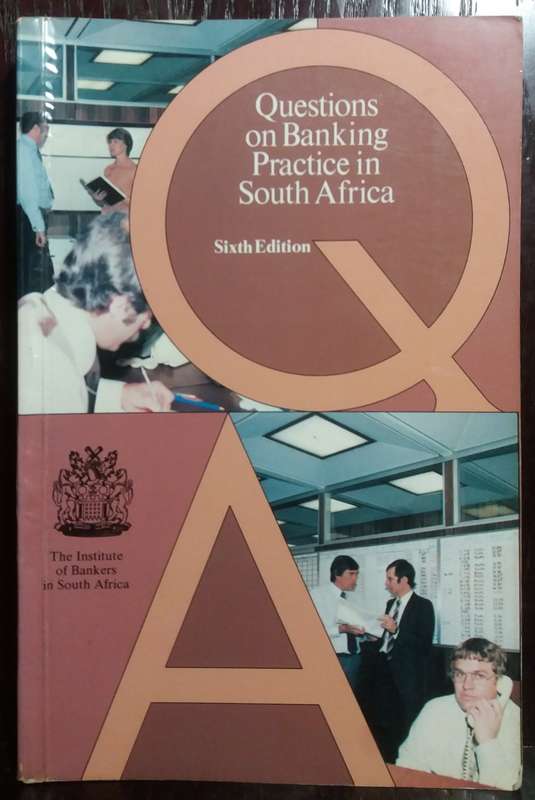 Questions
on Banking
Practice in
South Africa
Sixth Edition
Q
A
The Institute
of Bankers
in South Africa